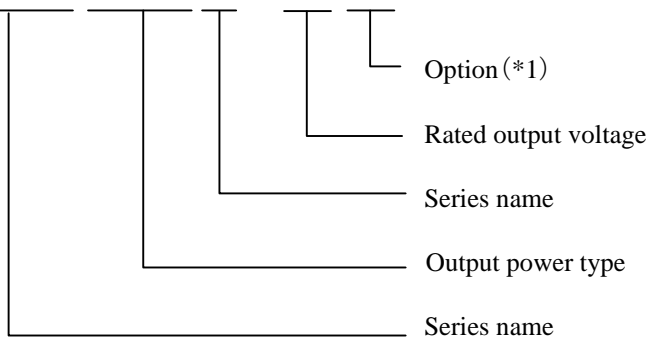 Option (*1)
Rated output voltage
Series name
Output power type
Series name